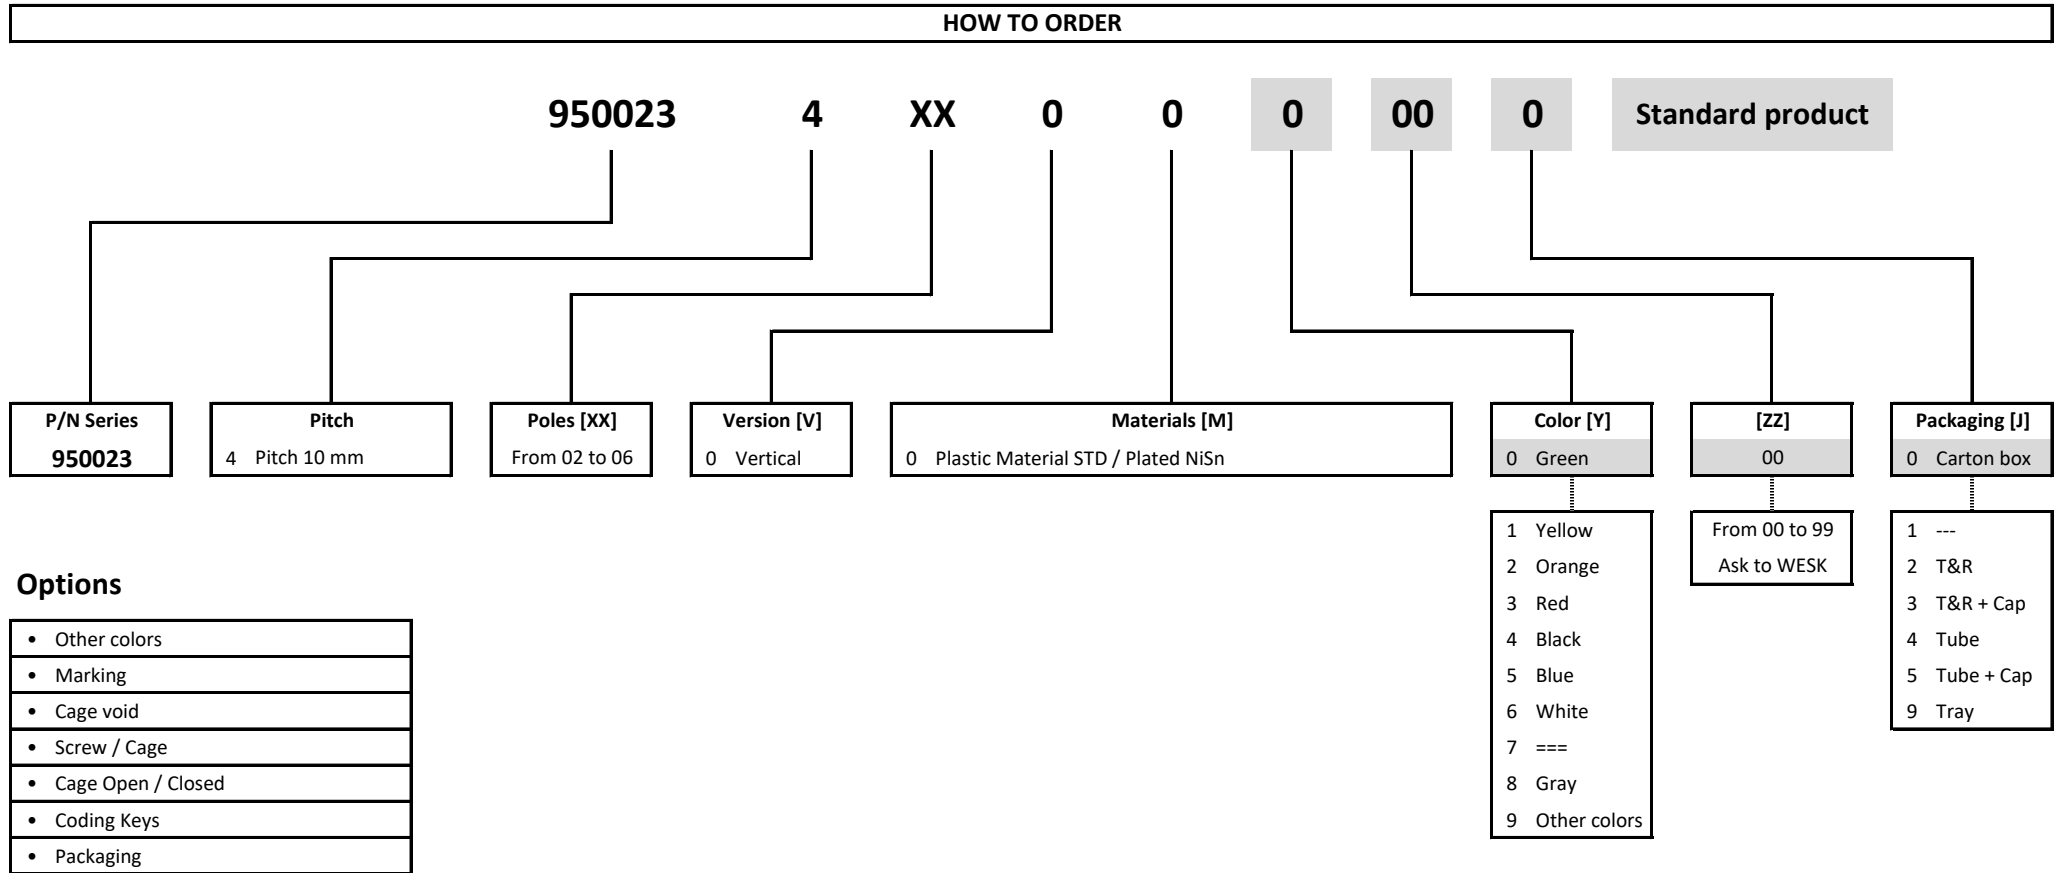 HOW TO ORDER
950023 4 XX 0 0 0 00 0 Standard product
P/N Series
950023
Pitch
4 Pitch 10 mm
Poles [XX]
From 02 to 06
Version [V]
0 Vertical
Materials [M]
0 Plastic Material STD / Plated NiSn
Color [Y]
0 Green
1 Yellow
2 Orange
3 Red
4 Black
5 Blue
6 White
7 ===
8 Gray
9 Other colors
[ZZ]
00
From 00 to 99
Ask to WESK
Packaging [J]
0 Carton box
1 ---
2 T&R
3 T&R + Cap
4 Tube
5 Tube + Cap
9 Tray
Options
• Other colors
• Marking
• Cage void
• Screw / Cage
• Cage Open / Closed
• Coding Keys
• Packaging